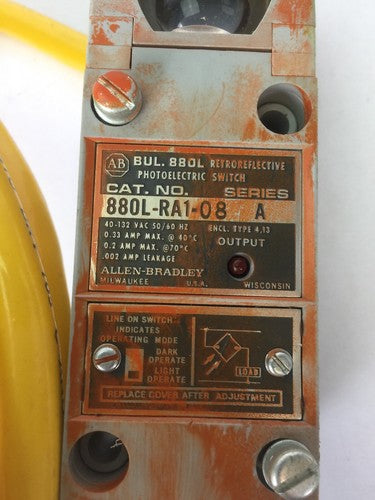 AB BUL. 880L RETROREFLECTIVE
PHOTOELECTRIC SWITCH
CAT. NO. SERIES
880L-RA1-08 A
40-132 VAC 50/60 HZ ENCL. TYPE 4,13
0.33 AMP MAX. @ 40°C OUTPUT
0.2 AMP MAX. @70°C
.002 AMP LEAKAGE
ALLEN-BRADLEY
MILWAUKEE U.S.A. WISCONSIN
LINE ON SWITCH
INDICATES
OPERATING MODE
DARK
OPERATE
LIGHT
OPERATE
LOAD
REPLACE COVER AFTER ADJUSTMENT